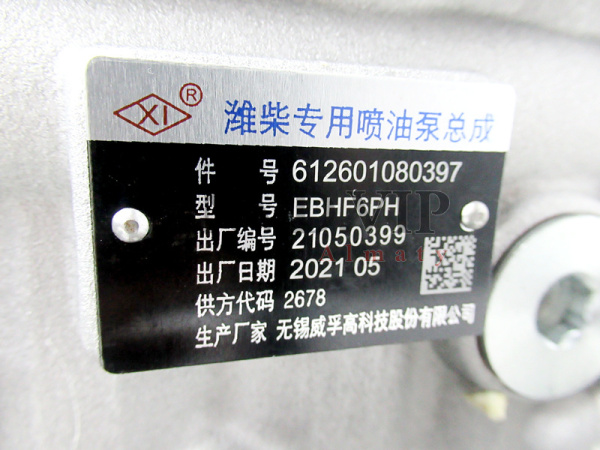 XI ®
潍柴专用喷油泵总成
件 号 612601080397
型 号 EBHF6PH
出厂编号 21050399
出厂日期 2021 05
供方代码 2678
生产厂家 无锡威孚高科技股份有限公司
VIP
Almaty